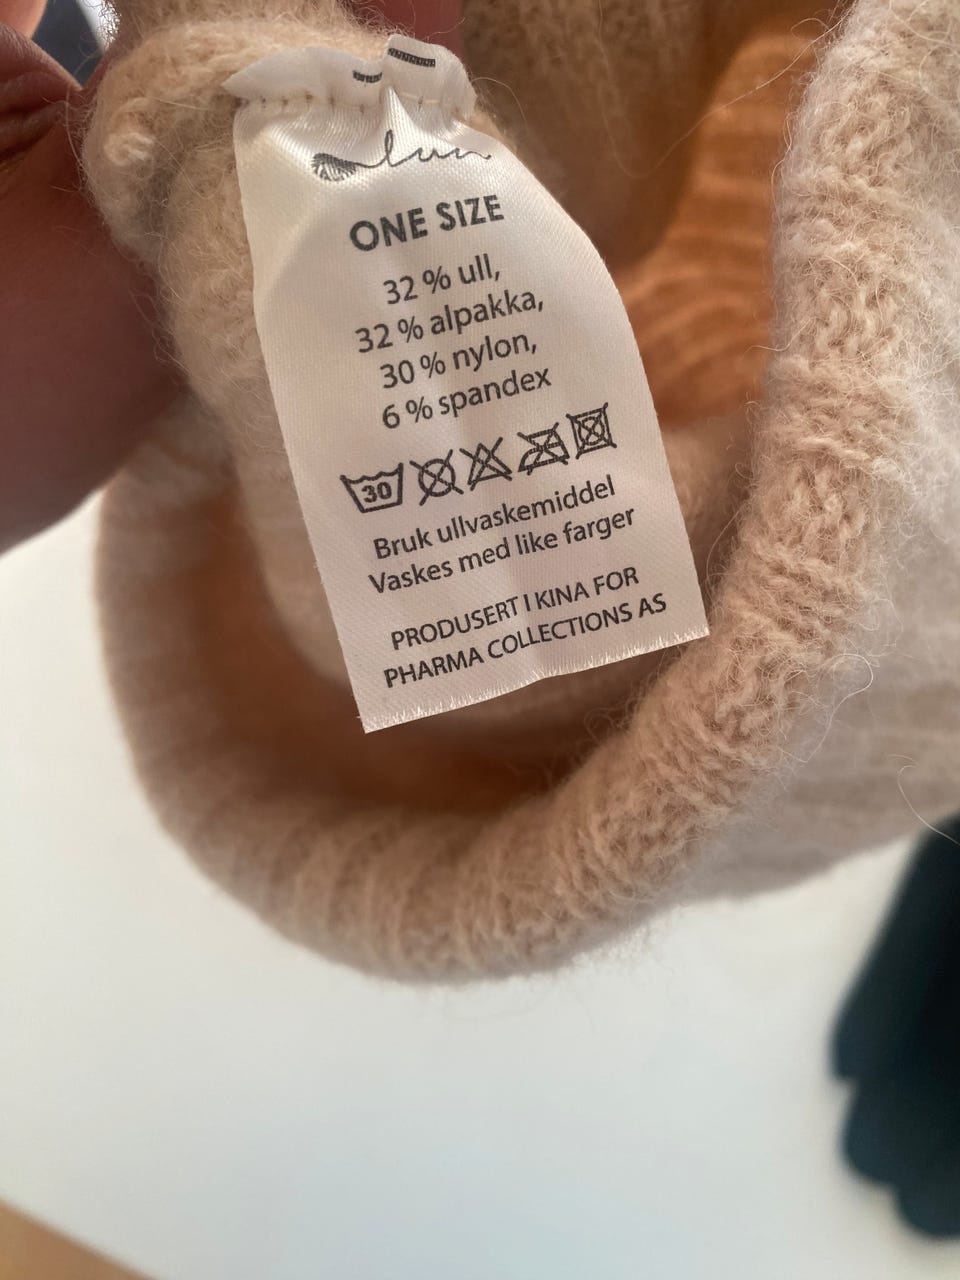 ONE SIZE
32 % ull,
32 % alpakka,
30 % nylon,
6 % spandex
30
Bruk ullvaskemiddel
Vaskes med like farger
PRODUSERT I KINA FOR
PHARMA COLLECTIONS AS